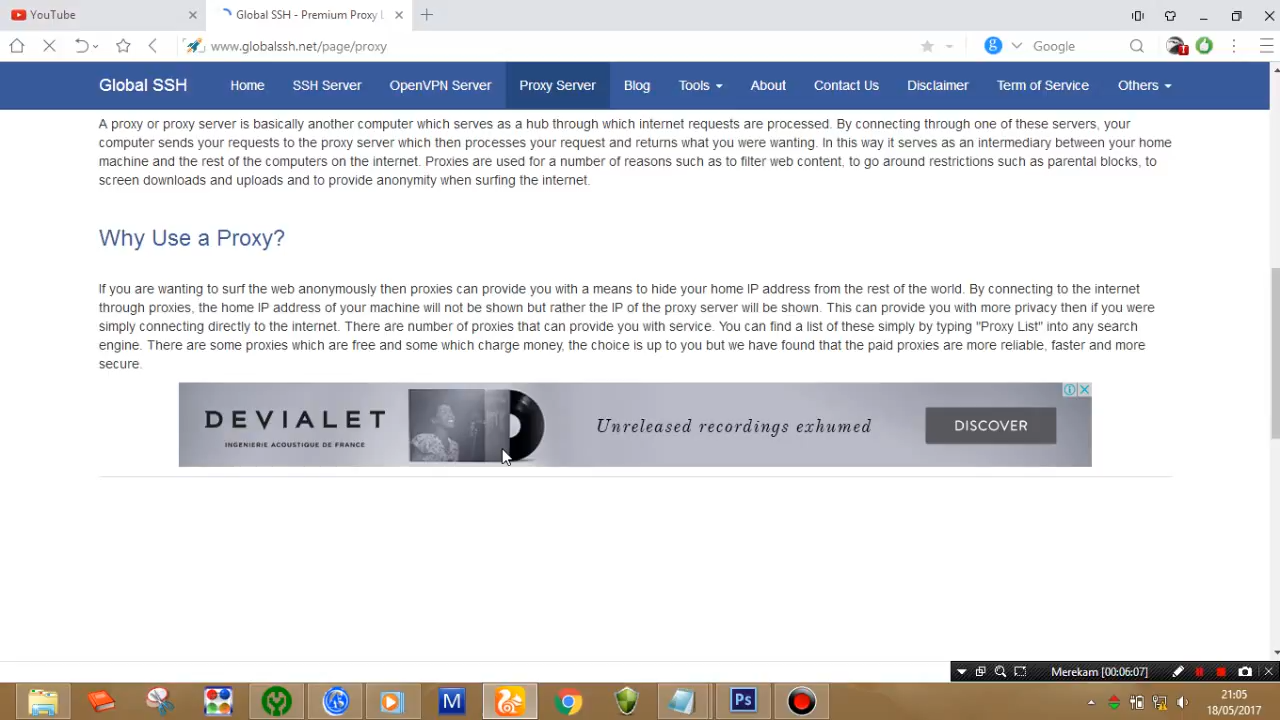 YouTube
Global SSH - Premium Proxy L
www.globalssh.net/page/proxy
Google
Global SSH
Home
SSH Server
OpenVPN Server
Proxy Server
Blog
Tools
About
Contact Us
Disclaimer
Term of Service
Others
A proxy or proxy server is basically another computer which serves as a hub through which internet requests are processed. By connecting through one of these servers, your
computer sends your requests to the proxy server which then processes your request and returns what you were wanting. In this way it serves as an intermediary between your home
machine and the rest of the computers on the internet. Proxies are used for a number of reasons such as to filter web content, to go around restrictions such as parental blocks, to
screen downloads and uploads and to provide anonymity when surfing the internet.
Why Use a Proxy?
If you are wanting to surf the web anonymously then proxies can provide you with a means to hide your home IP address from the rest of the world. By connecting to the internet
through proxies, the home IP address of your machine will not be shown but rather the IP of the proxy server will be shown. This can provide you with more privacy then if you were
simply connecting directly to the internet. There are number of proxies that can provide you with service. You can find a list of these simply by typing "Proxy List" into any search
engine. There are some proxies which are free and some which charge money, the choice is up to you but we have found that the paid proxies are more reliable, faster and more
secure.
DEVIALET
INGENIERIE ACOUSTIQUE DE FRANCE
Unreleased recordings exhumed
DISCOVER
Merekam [00:06:07]
M
Ps
21:05
18/05/2017